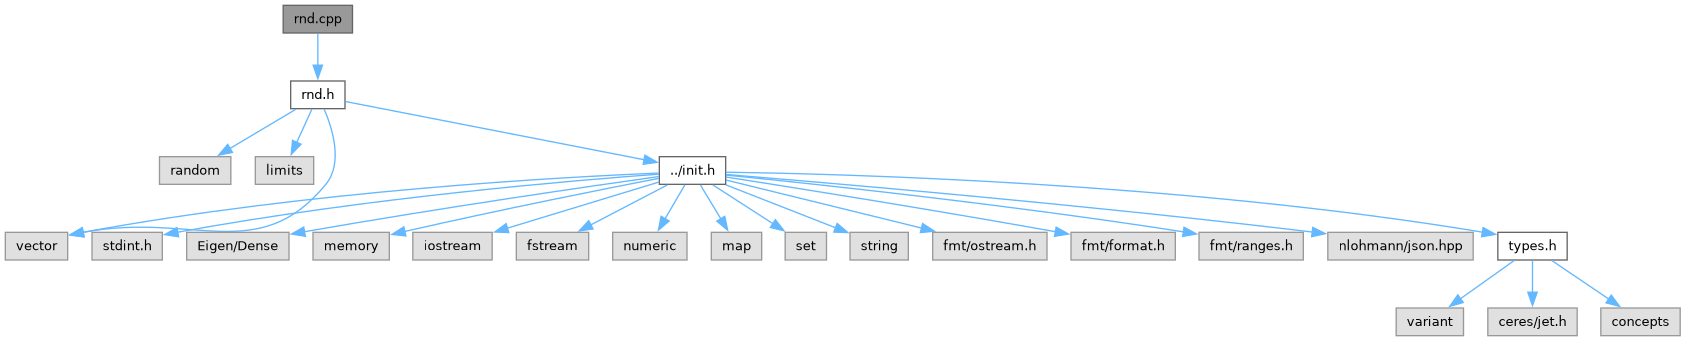 rnd.cpp
rnd.h
random
limits
../init.h
vector
stdint.h
Eigen/Dense
memory
iostream
fstream
numeric
map
set
string
fmt/ostream.h
fmt/format.h
fmt/ranges.h
nlohmann/json.hpp
types.h
variant
ceres/jet.h
concepts